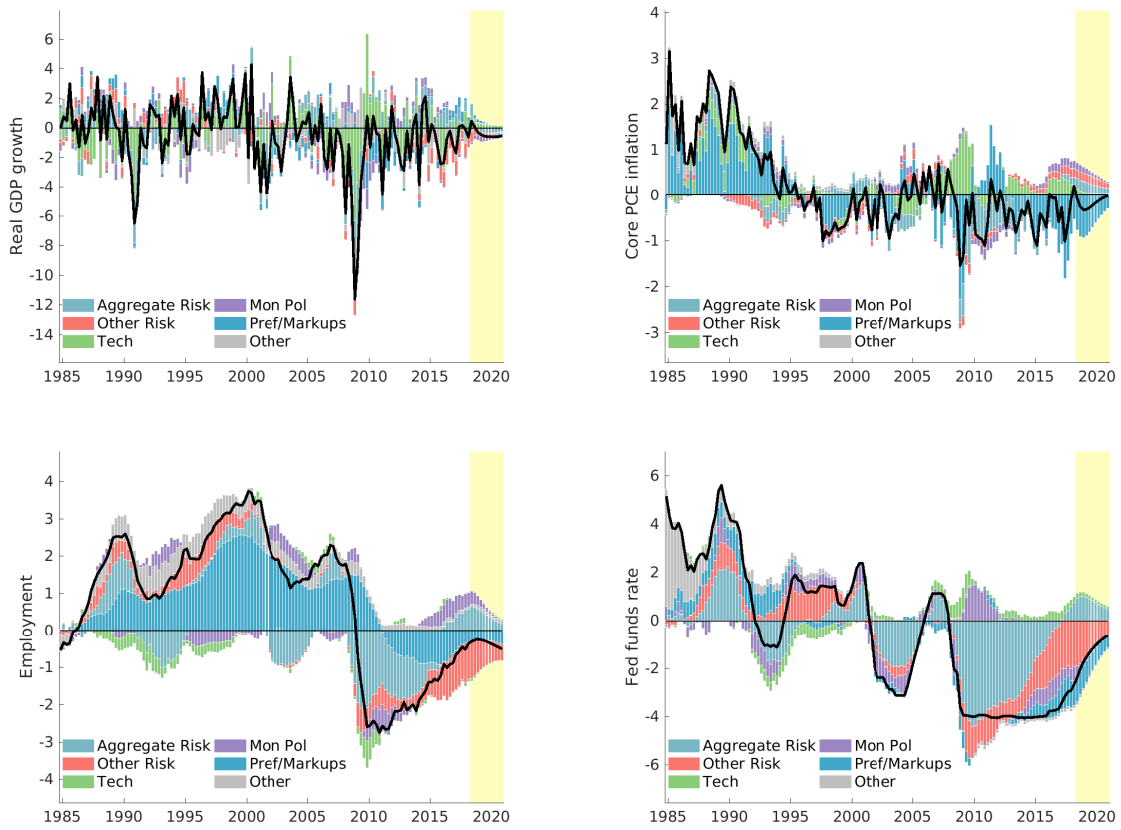 Real GDP growth
6
4
2
0
-2
-4
-6
-8
-10
-12
-14
Aggregate Risk Mon Pol
Other Risk Pref/Markups
Tech Other
1985 1990 1995 2000 2005 2010 2015 2020
Core PCE inflation
4
3
2
1
0
-1
-2
-3
Aggregate Risk Mon Pol
Other Risk Pref/Markups
Tech Other
1985 1990 1995 2000 2005 2010 2015 2020
Employment
4
3
2
1
0
-1
-2
-3
-4
Aggregate Risk Mon Pol
Other Risk Pref/Markups
Tech Other
1985 1990 1995 2000 2005 2010 2015 2020
Fed funds rate
6
4
2
0
-2
-4
-6
Aggregate Risk Mon Pol
Other Risk Pref/Markups
Tech Other
1985 1990 1995 2000 2005 2010 2015 2020